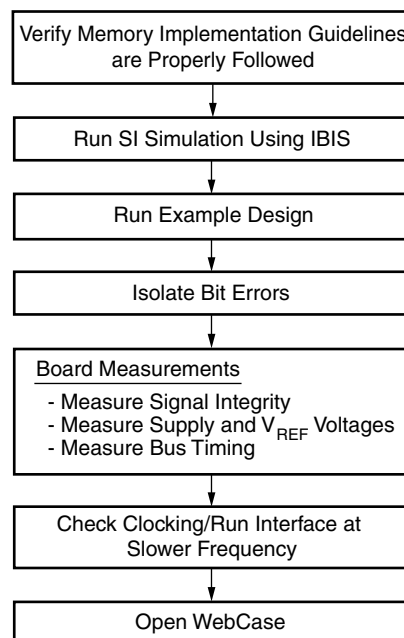 Verify Memory Implementation Guidelines
are Properly Followed
Run SI Simulation Using IBIS
Run Example Design
Isolate Bit Errors
Board Measurements
- Measure Signal Integrity
- Measure Supply and VREF Voltages
- Measure Bus Timing
Check Clocking/Run Interface at
Slower Frequency
Open WebCase